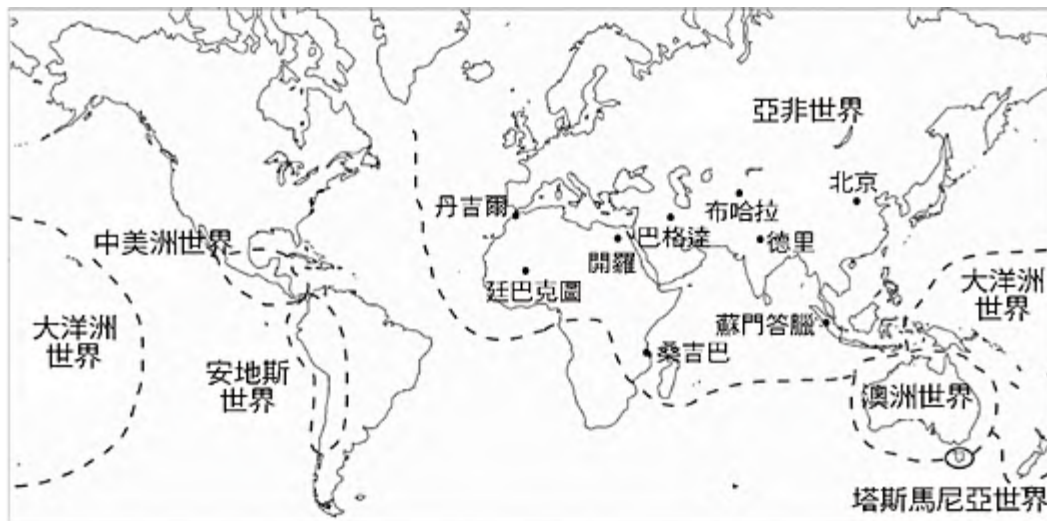 亞非世界
北京
丹吉爾
布哈拉
中美洲世界
巴格達
德里
開羅
大洋洲
世界
廷巴克圖
大洋洲
世界
蘇門答臘
桑吉巴
安地斯
世界
澳洲世界
塔斯馬尼亞世界